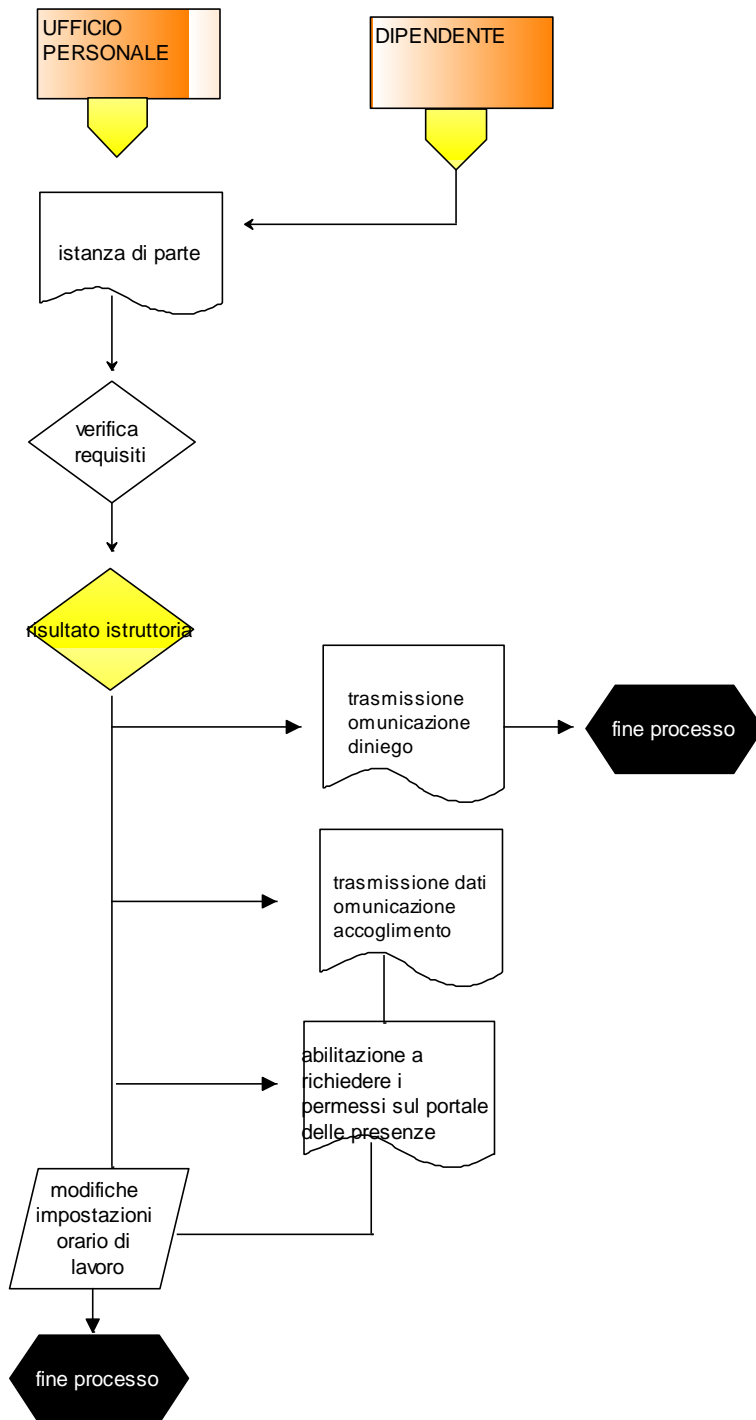 UFFICIO
PERSONALE
DIPENDENTE
istanza di parte
verifica
requisiti
risultato istruttoria
trasmissione
omunicazione
diniego
fine processo
trasmissione dati
omunicazione
accoglimento
abilitazione a
richiedere i
permessi sul portale
delle presenze
modifiche
impostazioni
orario di
lavoro
fine processo